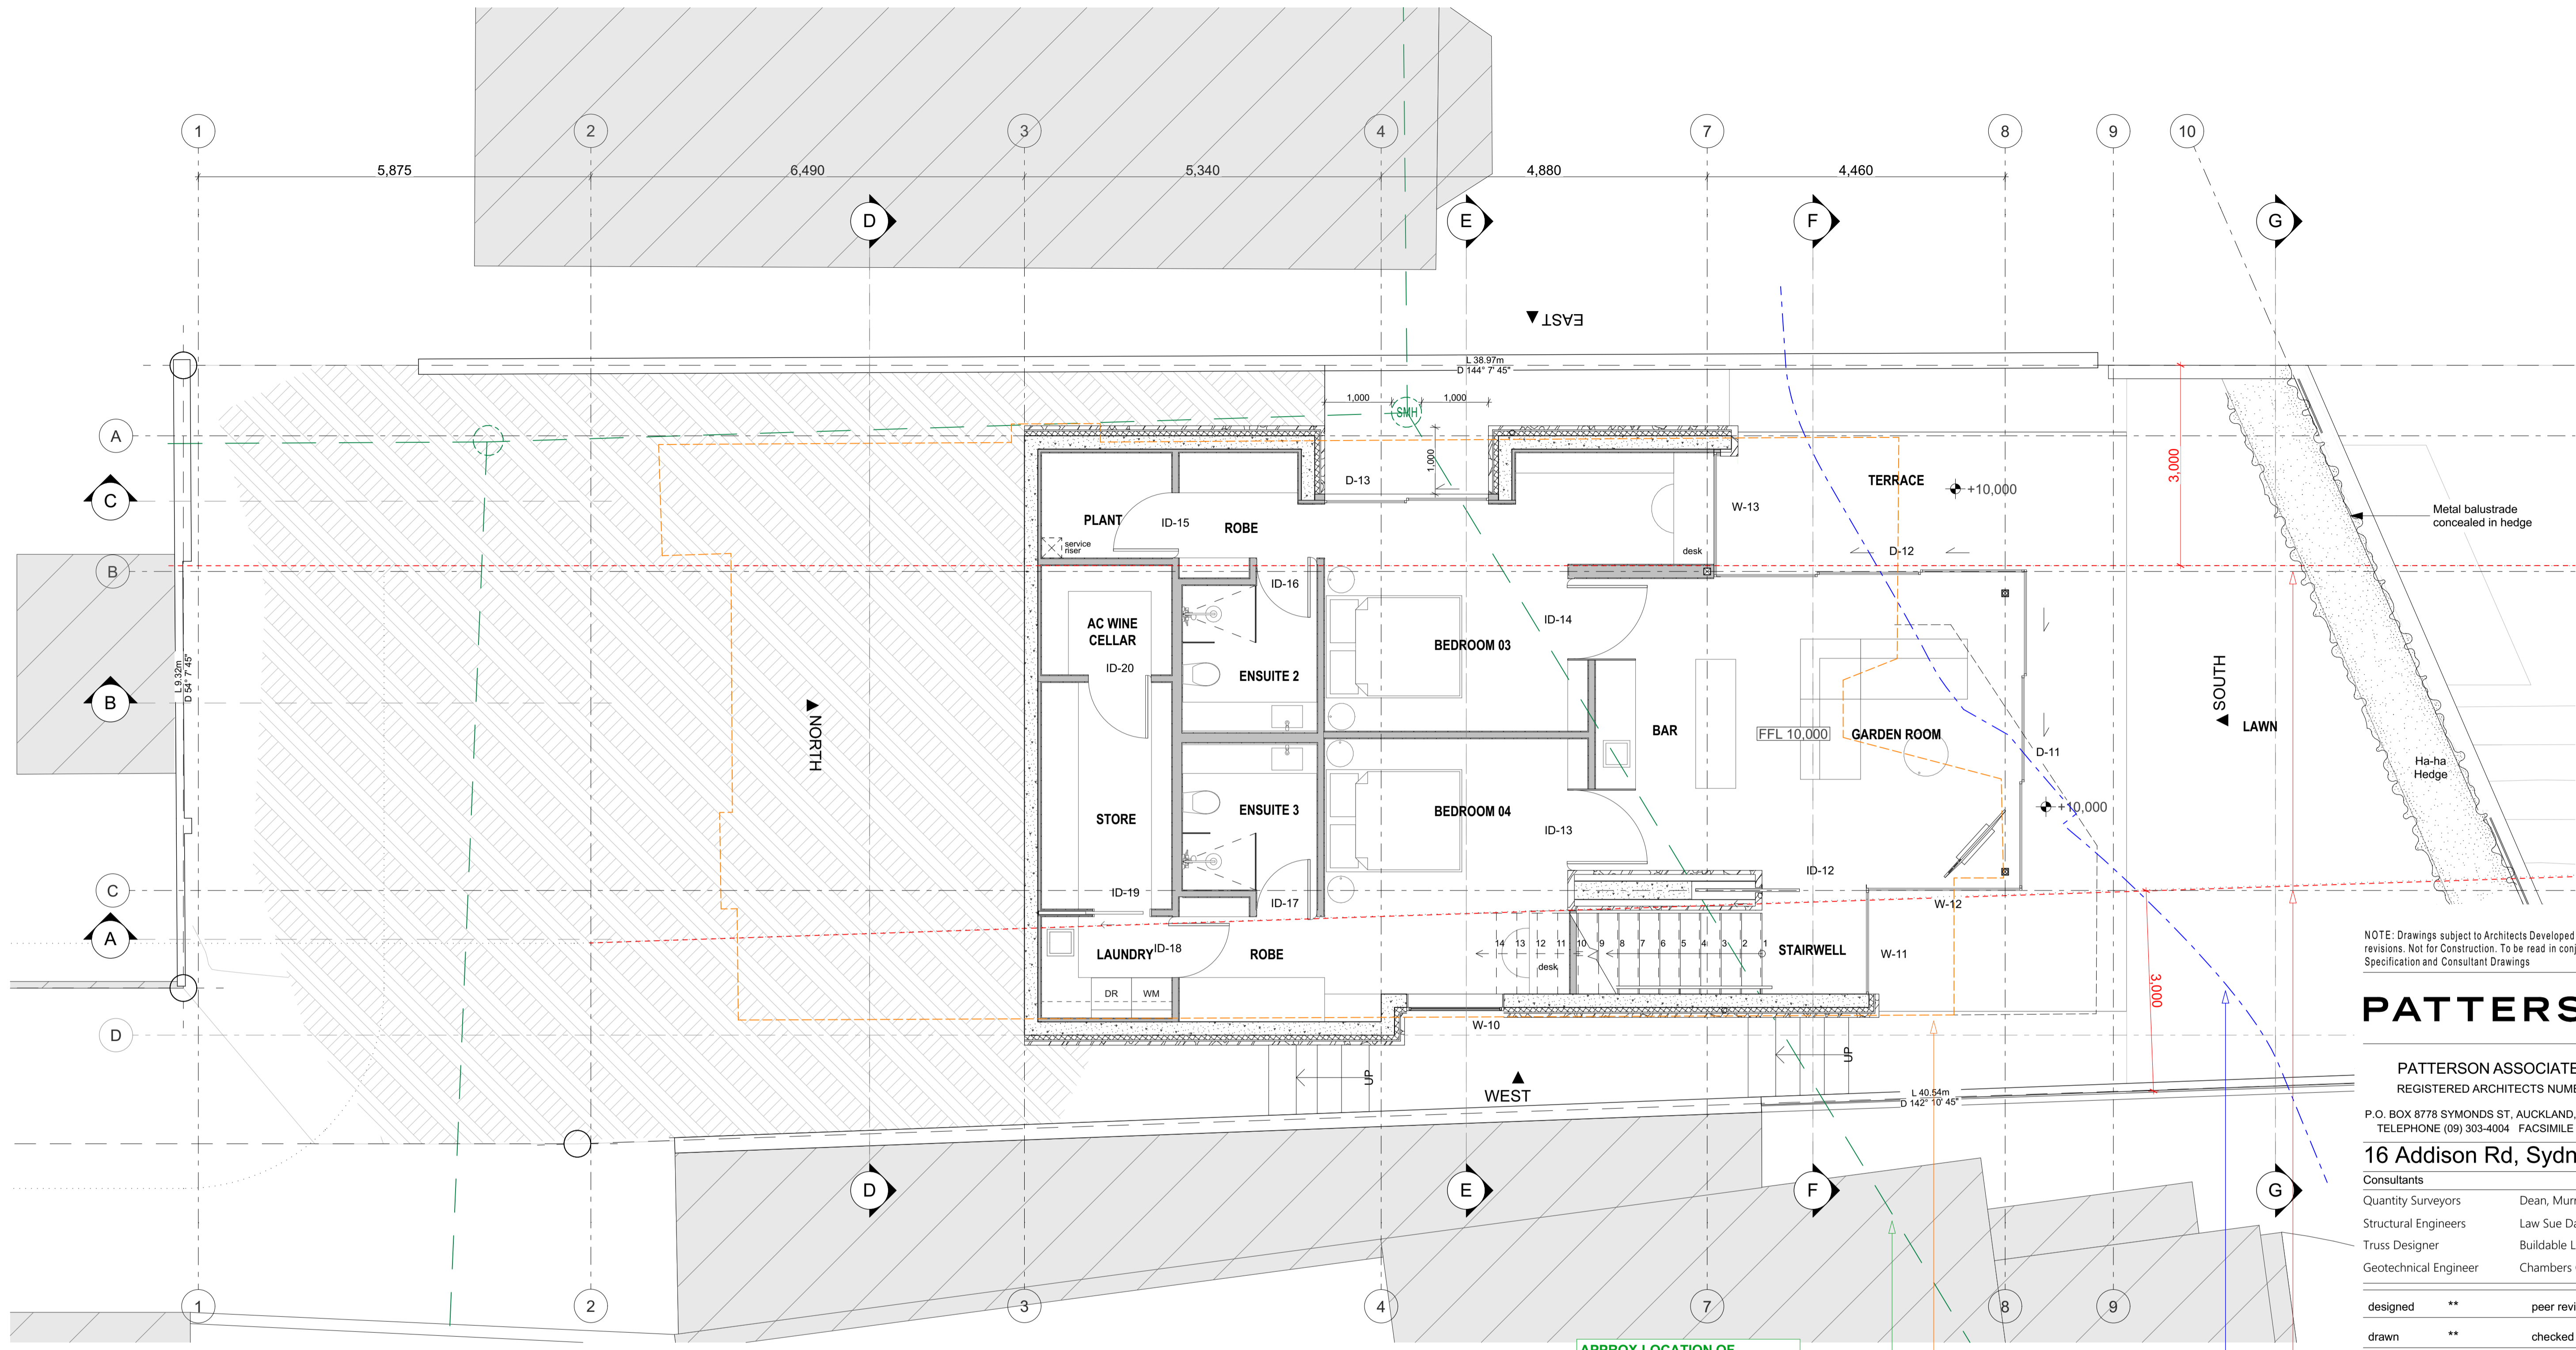 1
2
3
4
7
8
9
10
5,875
6,490
5,340
4,880
4,460
D
E
F
G
EAST
L 38.97m
D 144° 7' 45"
1,000
1,000
SMH
1,000
A
C
B
B
C
A
D
L 9.32m
D 54° 7' 45"
3,000
D-13
TERRACE
+10,000
W-13
Metal balustrade
concealed in hedge
PLANT
ID-15
ROBE
service
riser
desk
D-12
ID-16
AC WINE
CELLAR
ID-20
ENSUITE 2
BEDROOM 03
ID-14
BAR
FFL 10,000
GARDEN ROOM
D-11
SOUTH
LAWN
NORTH
Ha-ha
Hedge
+10,000
STORE
ENSUITE 3
BEDROOM 04
ID-13
ID-12
ID-19
ID-17
W-12
LAUNDRY
ID-18
ROBE
14 13 12 11 10 9 8 7 6 5 4 3 2 1
desk
STAIRWELL
W-11
DR
WM
3,000
W-10
UP
UP
WEST
L 40.54m
D 142° 10' 45"
D
E
F
G
1
2
3
4
7
8
9
APPROX LOCATION OF
NOTE: Drawings subject to Architects Developed
revisions. Not for Construction. To be read in conj
Specification and Consultant Drawings
PATTERS
PATTERSON ASSOCIATE
REGISTERED ARCHITECTS NUM
P.O. BOX 8778 SYMONDS ST, AUCKLAND,
TELEPHONE (09) 303-4004 FACSIMILE
16 Addison Rd, Sydn
Consultants
Quantity Surveyors Dean, Murr
Structural Engineers Law Sue Da
Truss Designer Buildable L
Geotechnical Engineer Chambers
designed ** peer revi
drawn ** checked